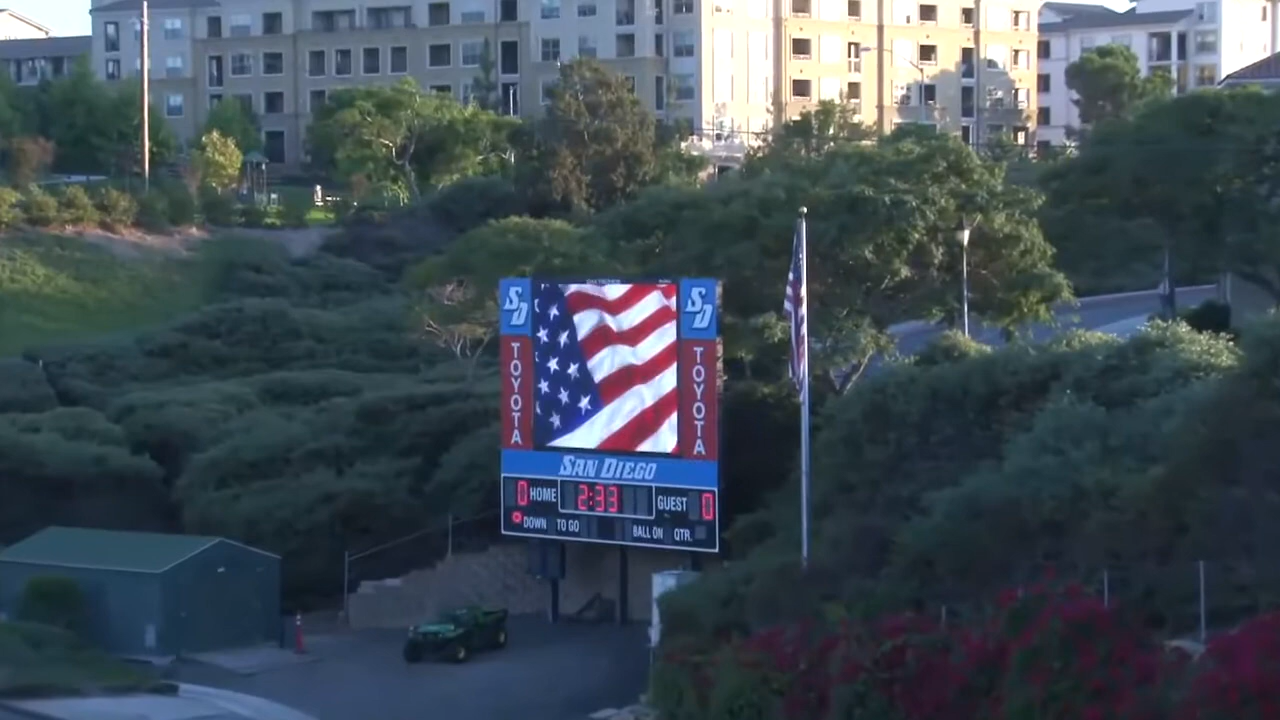 SD SD
TOYOTA TOYOTA
SAN DIEGO
0 HOME 2:33 GUEST 0
DOWN TO GO BALL ON QTR.